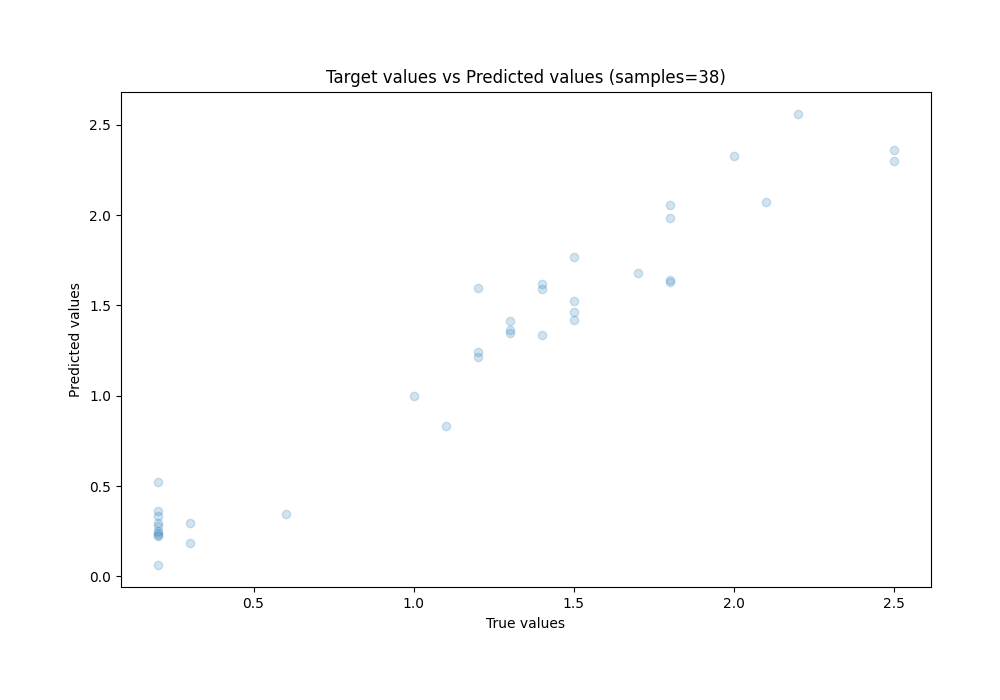 Target values vs Predicted values (samples=38)
2.5
2.0
1.5
1.0
0.5
0.0
Predicted values
0.5 1.0 1.5 2.0 2.5
True values